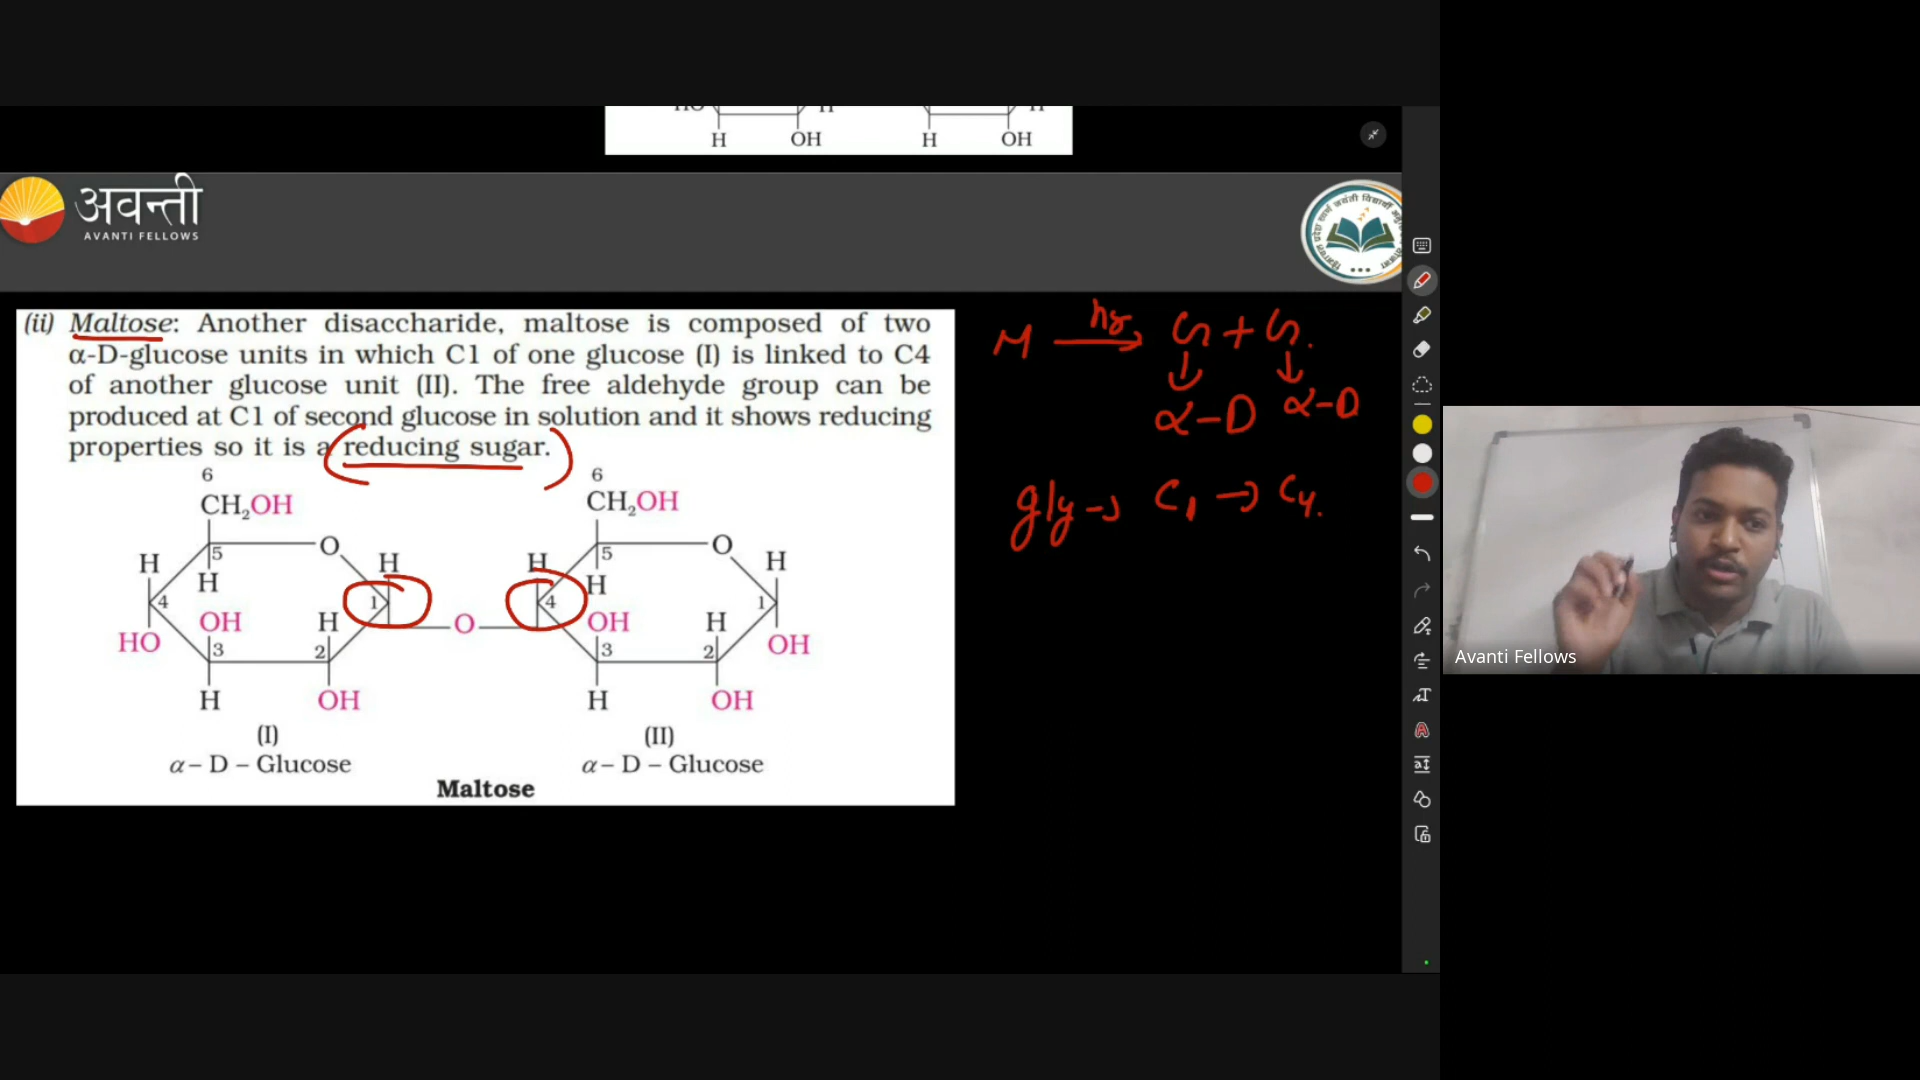 HO H H
H OH H OH
अवन्ती
AVANTI FELLOWS
(ii) Maltose: Another disaccharide, maltose is composed of two
α-D-glucose units in which C1 of one glucose (I) is linked to C4
of another glucose unit (II). The free aldehyde group can be
produced at C1 of second glucose in solution and it shows reducing
properties so it is a reducing sugar.
6 6
CH₂OH CH₂OH
H 5 O H H 5 O H
4 H 1 4 H 1
HO OH H O OH H OH
3 2 3 2
H OH H OH
(I) (II)
α – D – Glucose α – D – Glucose
Maltose
M → G + G.
α-D α-D
gly → C₁ → C₄.
Avanti Fellows